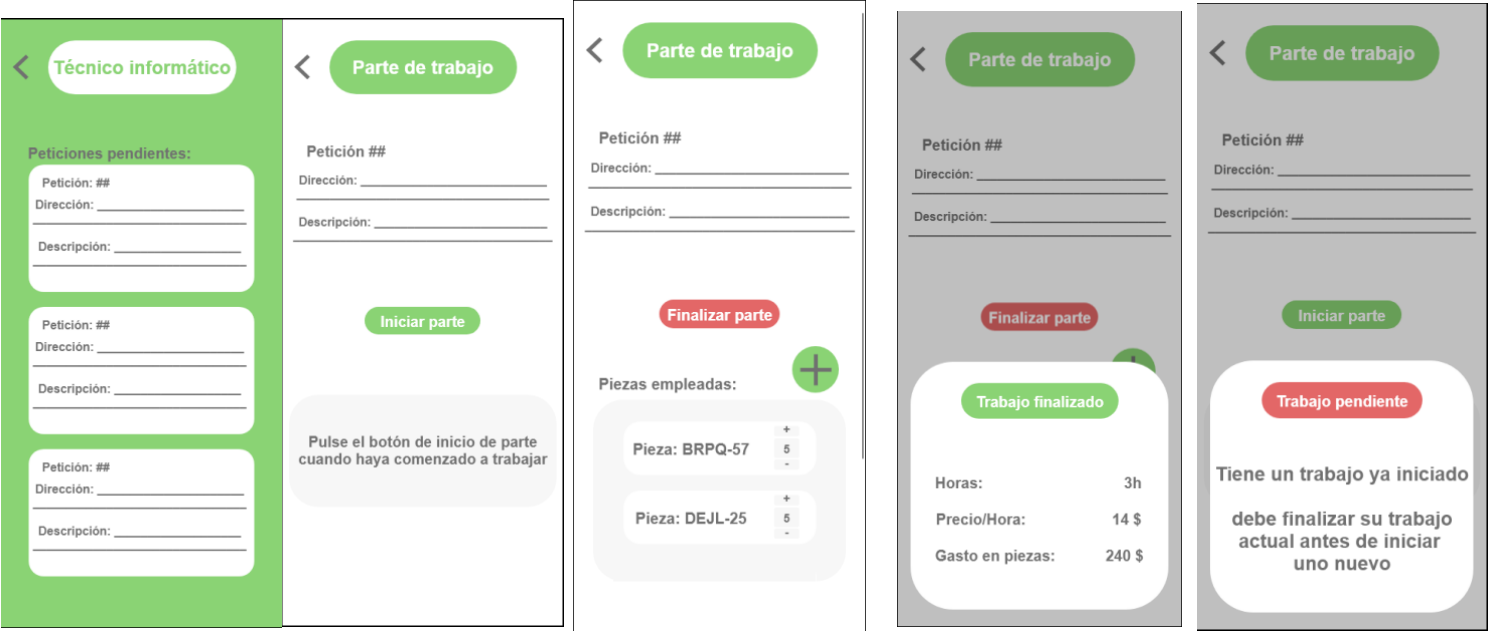 Técnico informático
Peticiones pendientes:
Petición: ##
Dirección:
Descripción:
Petición: ##
Dirección:
Descripción:
Petición: ##
Dirección:
Descripción:
Parte de trabajo
Petición ##
Dirección:
Descripción:
Iniciar parte
Pulse el botón de inicio de parte
cuando haya comenzado a trabajar
Parte de trabajo
Petición ##
Dirección:
Descripción:
Finalizar parte
+
Piezas empleadas:
Pieza: BRPQ-57
+
5
-
Pieza: DEJL-25
+
5
-
Parte de trabajo
Petición ##
Dirección:
Descripción:
Finalizar parte
Trabajo finalizado
Horas: 3h
Precio/Hora: 14 $
Gasto en piezas: 240 $
Parte de trabajo
Petición ##
Dirección:
Descripción:
Iniciar parte
Trabajo pendiente
Tiene un trabajo ya iniciado
debe finalizar su trabajo
actual antes de iniciar
uno nuevo